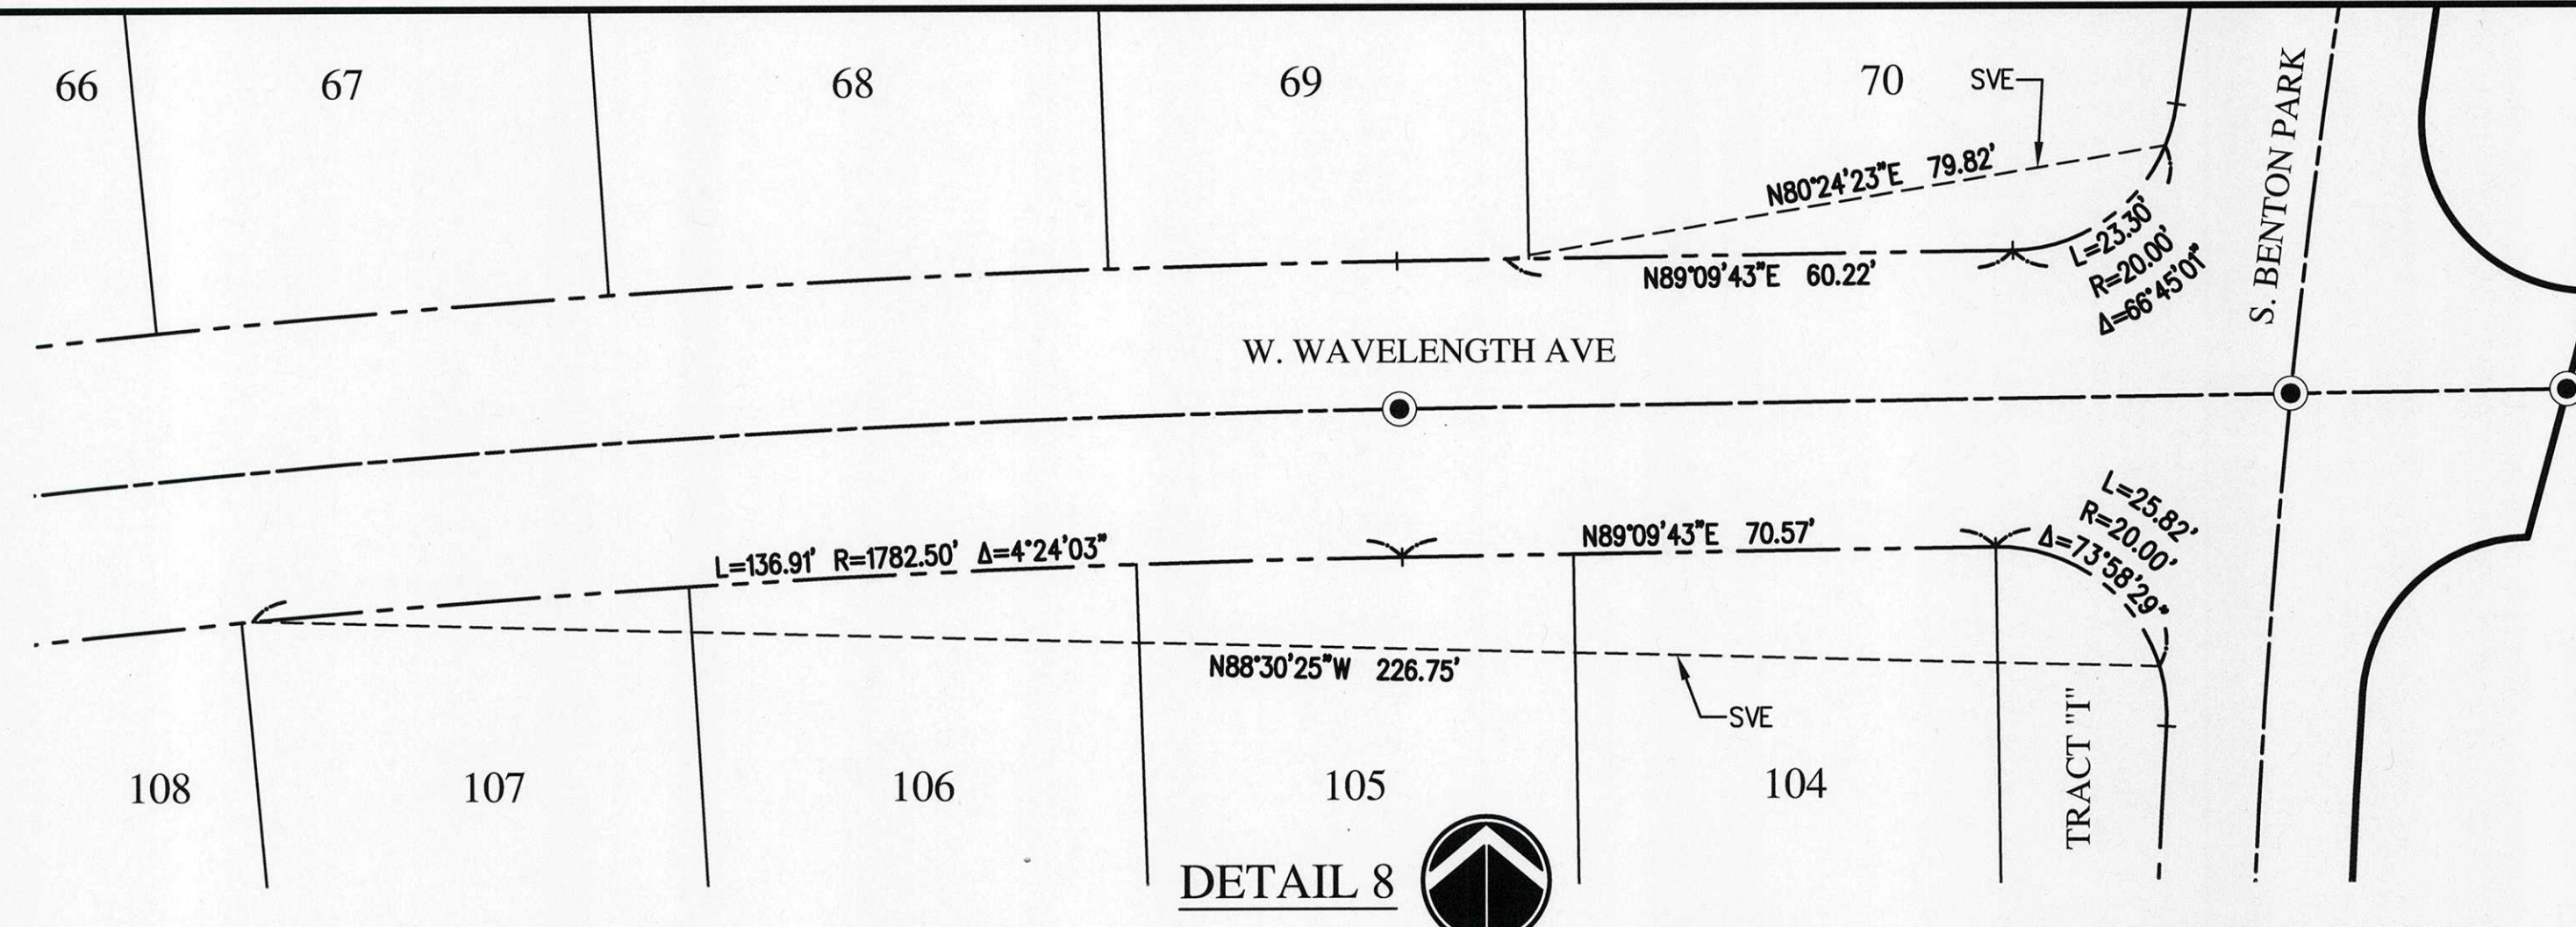 66
67
68
69
70
SVE
N80°24'23"E 79.82'
N89°09'43"E 60.22'
L=23.30'
R=20.00'
Δ=66°45'01"
S. BENTON PARK
W. WAVELENGTH AVE
L=136.91' R=1782.50' Δ=4°24'03"
N89°09'43"E 70.57'
L=25.82'
R=20.00'
Δ=73°58'29"
N88°30'25"W 226.75'
SVE
108
107
106
105
104
TRACT "I"
DETAIL 8